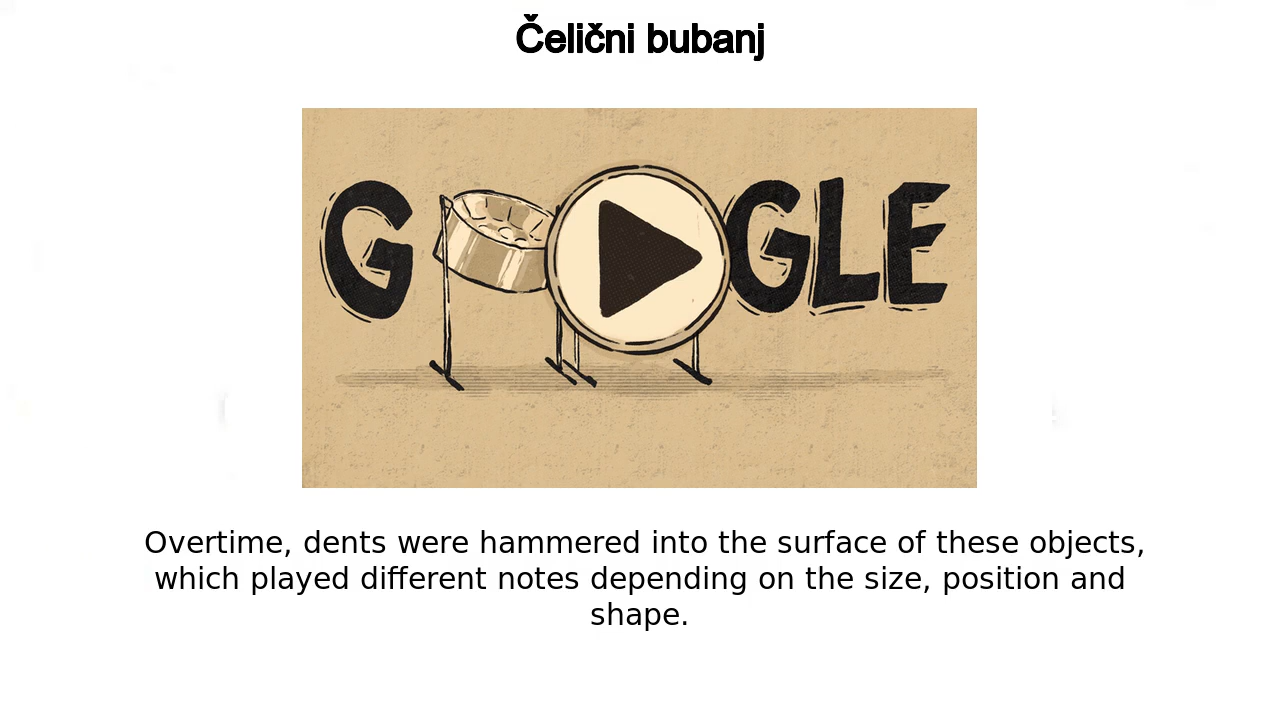 Čelični bubanj
G GLE
Overtime, dents were hammered into the surface of these objects,
which played different notes depending on the size, position and
shape.